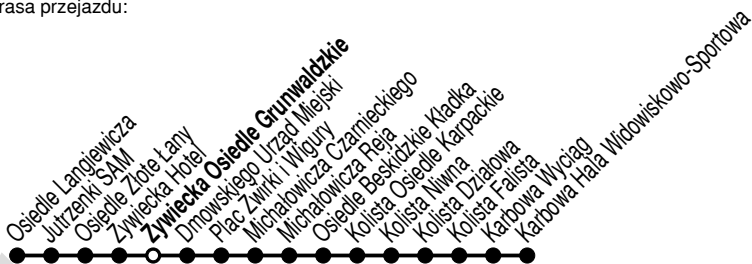 rasa przejazdu:
Osiedle Langiewicza
Jutrzenki SAM
Osiedle Złote Łany
Żywiecka Hotel
Żywiecka Osiedle Grunwaldzkie
Dmowskiego Urząd Miejski
Plac Żwirki i Wigury
Michałowicza Czarnieckiego
Michałowicza Reja
Osiedle Beskidzkie Kładka
Kolista Osiedle Karpackie
Kolista Niwna
Kolista Działowa
Kolista Falista
Karbowa Wyciąg
Karbowa Hala Widowiskowo-Sportowa